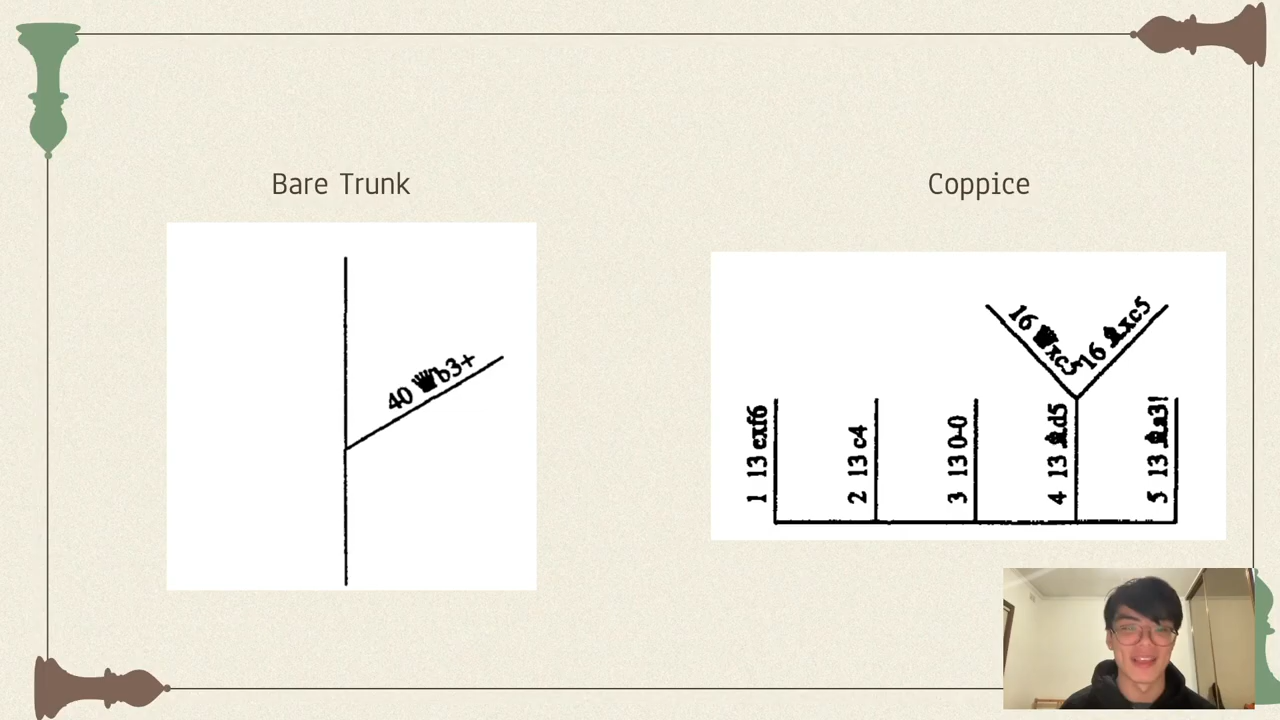 Bare Trunk
Coppice
40 ♛b3+
16 ♛xc5
16 ♝xc5
1 13 exf6
2 13 c4
3 13 0-0
4 13 ♝d5
5 13 ♝a3!